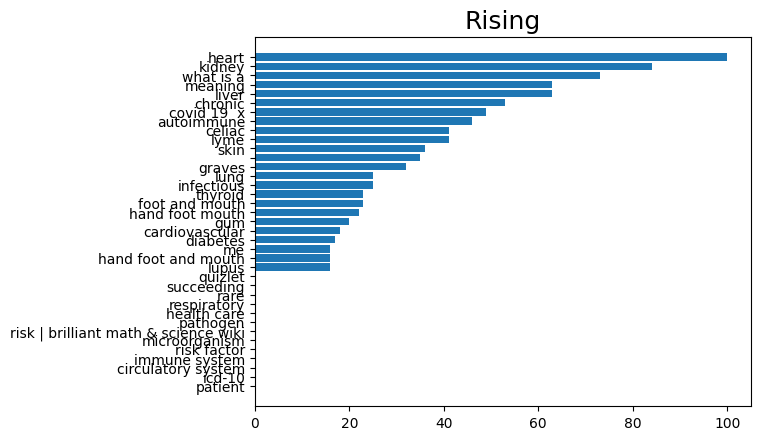 Rising
heart
kidney
what is a
meaning
liver
chronic
covid 19  x
autoimmune
celiac
lyme
skin
graves
lung
infectious
thyroid
foot and mouth
hand foot mouth
gum
cardiovascular
diabetes
me
hand foot and mouth
lupus
quizlet
succeeding
rare
respiratory
health care
pathogen
risk | brilliant math & science wiki
microorganism
risk factor
immune system
circulatory system
icd-10
patient
0 20 40 60 80 100